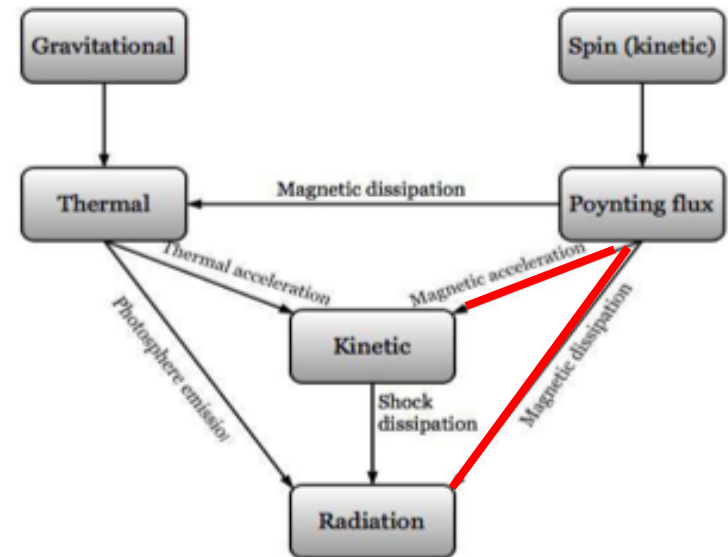 Gravitational
Spin (kinetic)
Magnetic dissipation
Thermal
Poynting flux
Thermal acceleration
Magnetic acceleration
Photosphere emissio
Magnetic dissipation
Kinetic
Shock
dissipation
Radiation